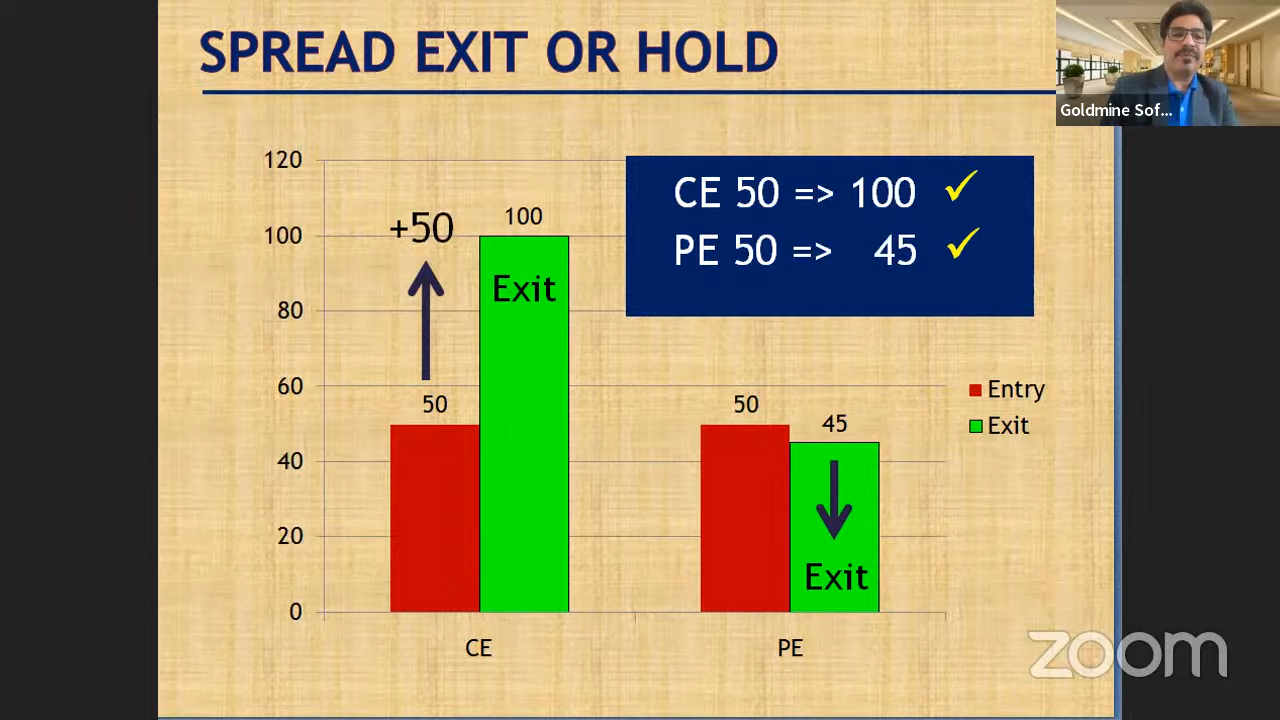 SPREAD EXIT OR HOLD
Goldmine Sof...
CE 50 => 100 ✓
PE 50 => 45 ✓
120
100
80
60
40
20
0
+50
100
Exit
50
50
45
Exit
Entry
Exit
CE
PE
zoom